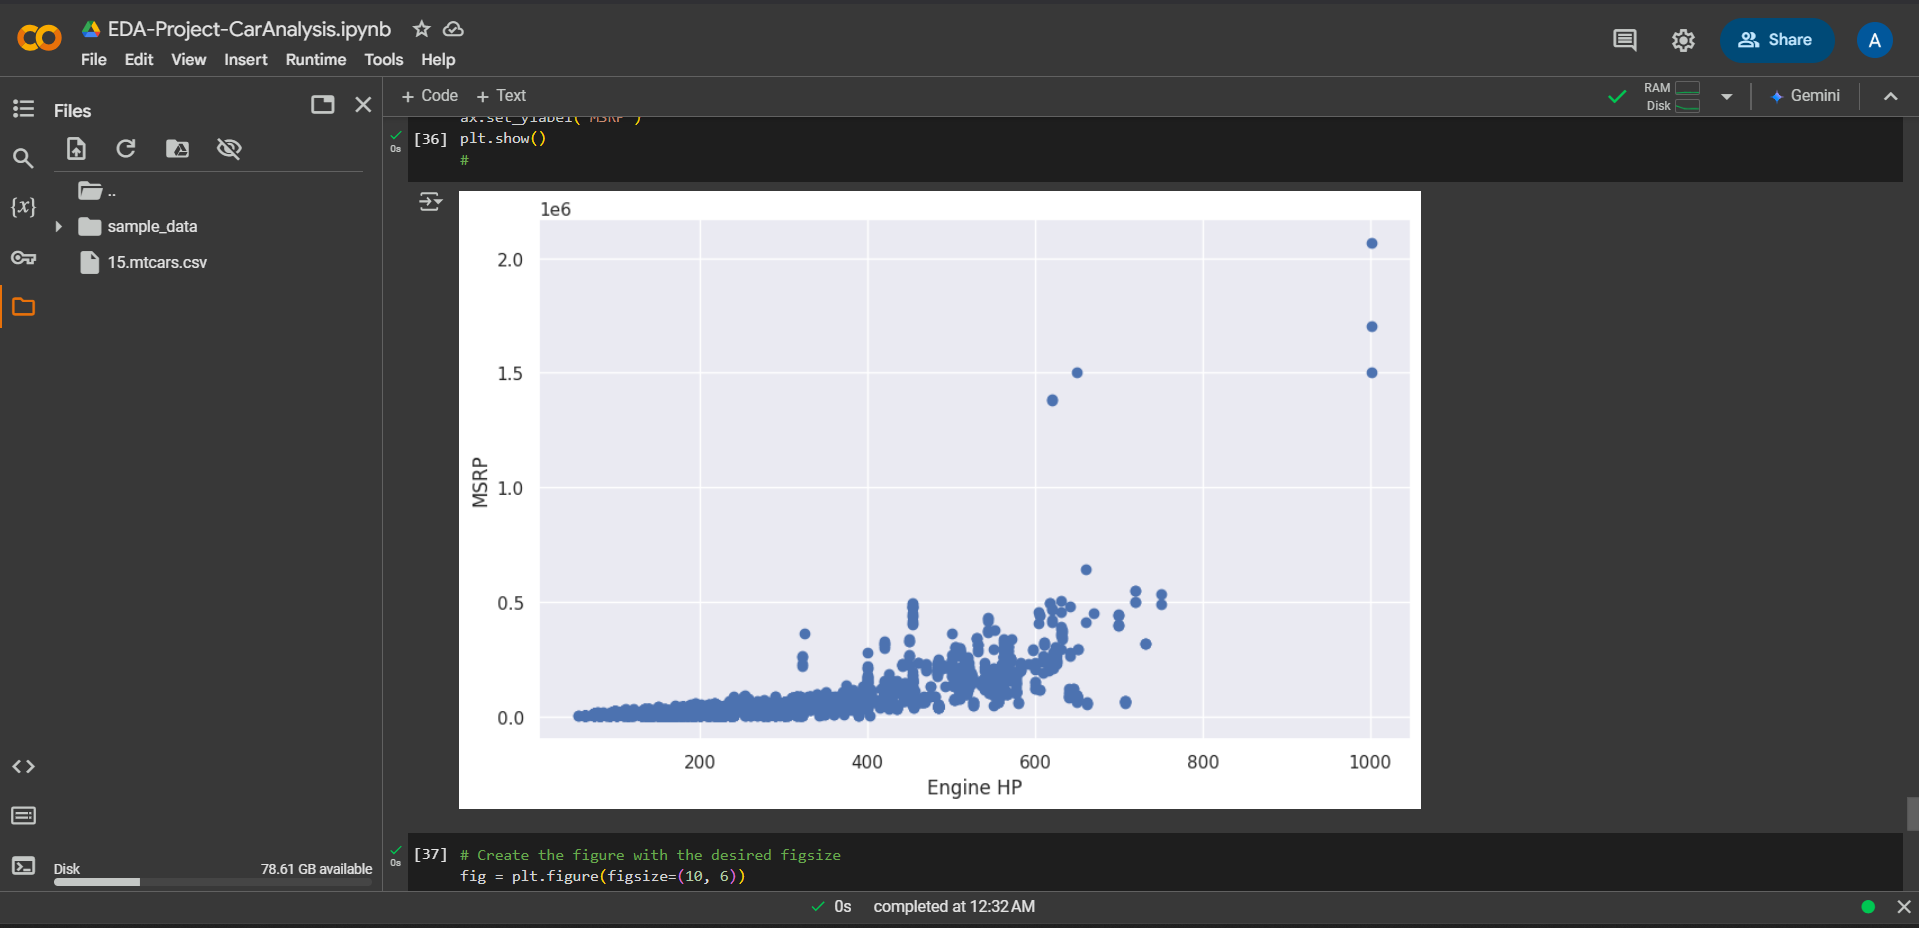 EDA-Project-CarAnalysis.ipynb
File Edit View Insert Runtime Tools Help
Share
A
Files
+ Code + Text
RAM
Disk
Gemini
..
sample_data
15.mtcars.csv
{x}
ax.set_ylabel('MSRP')
[36] plt.show()
0s
#
1e6
2.0
1.5
1.0
0.5
0.0
MSRP
200 400 600 800 1000
Engine HP
[37] # Create the figure with the desired figsize
0s
fig = plt.figure(figsize=(10, 6))
Disk 78.61 GB available
0s completed at 12:32 AM